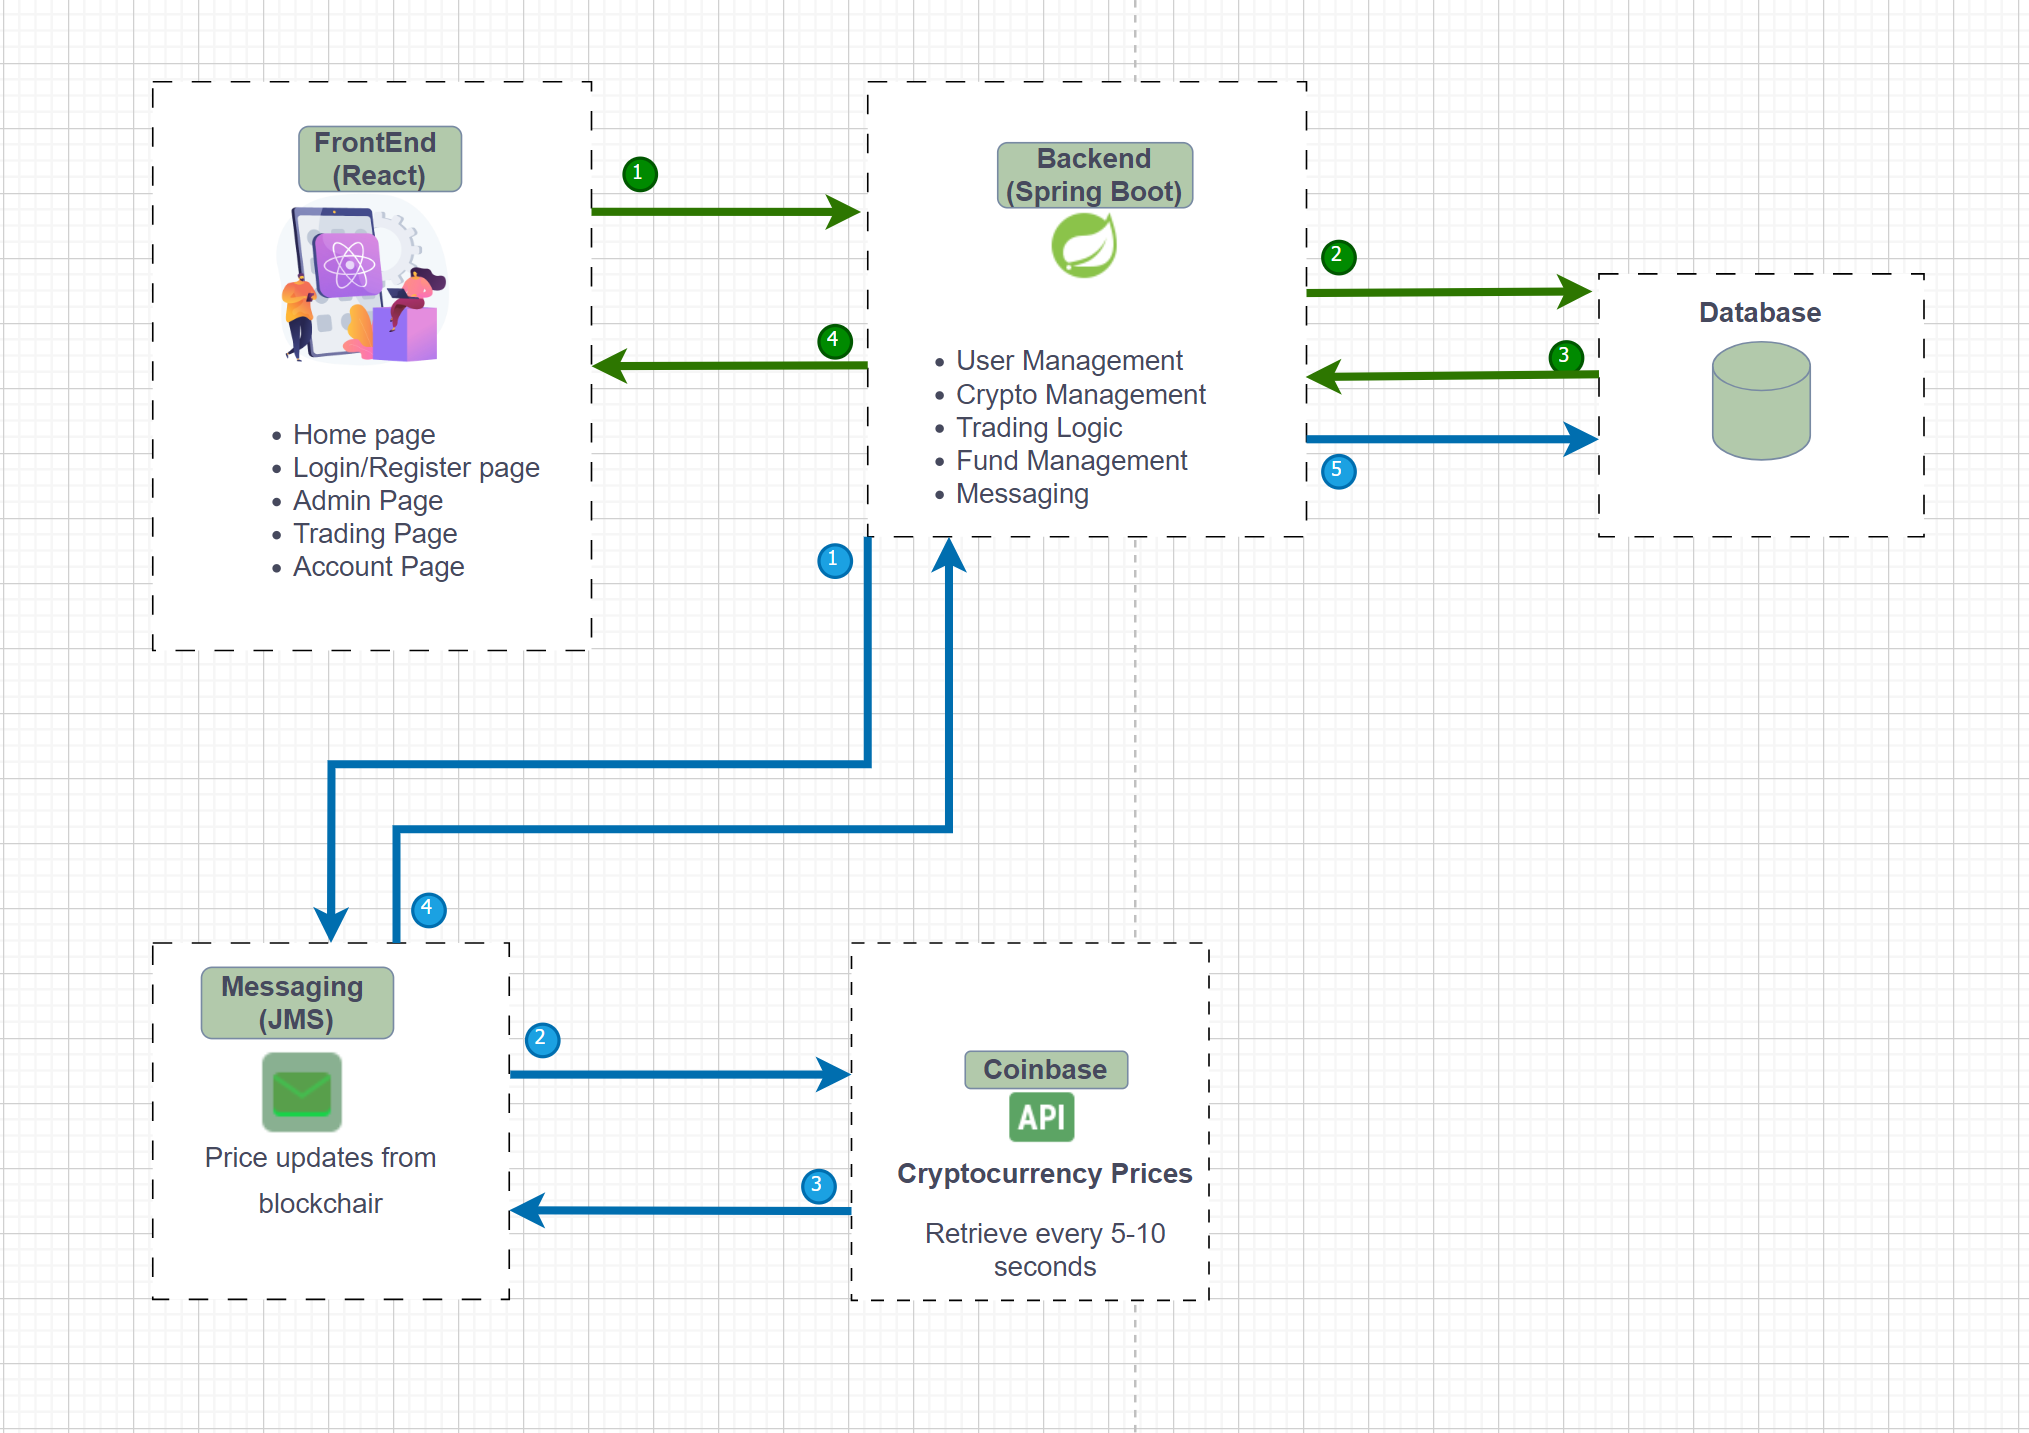 FrontEnd
(React)
• Home page
• Login/Register page
• Admin Page
• Trading Page
• Account Page
1
4
Backend
(Spring Boot)
• User Management
• Crypto Management
• Trading Logic
• Fund Management
• Messaging
2
3
5
Database
1
4
Messaging
(JMS)
Price updates from
blockchair
2
3
Coinbase
API
Cryptocurrency Prices
Retrieve every 5-10
seconds